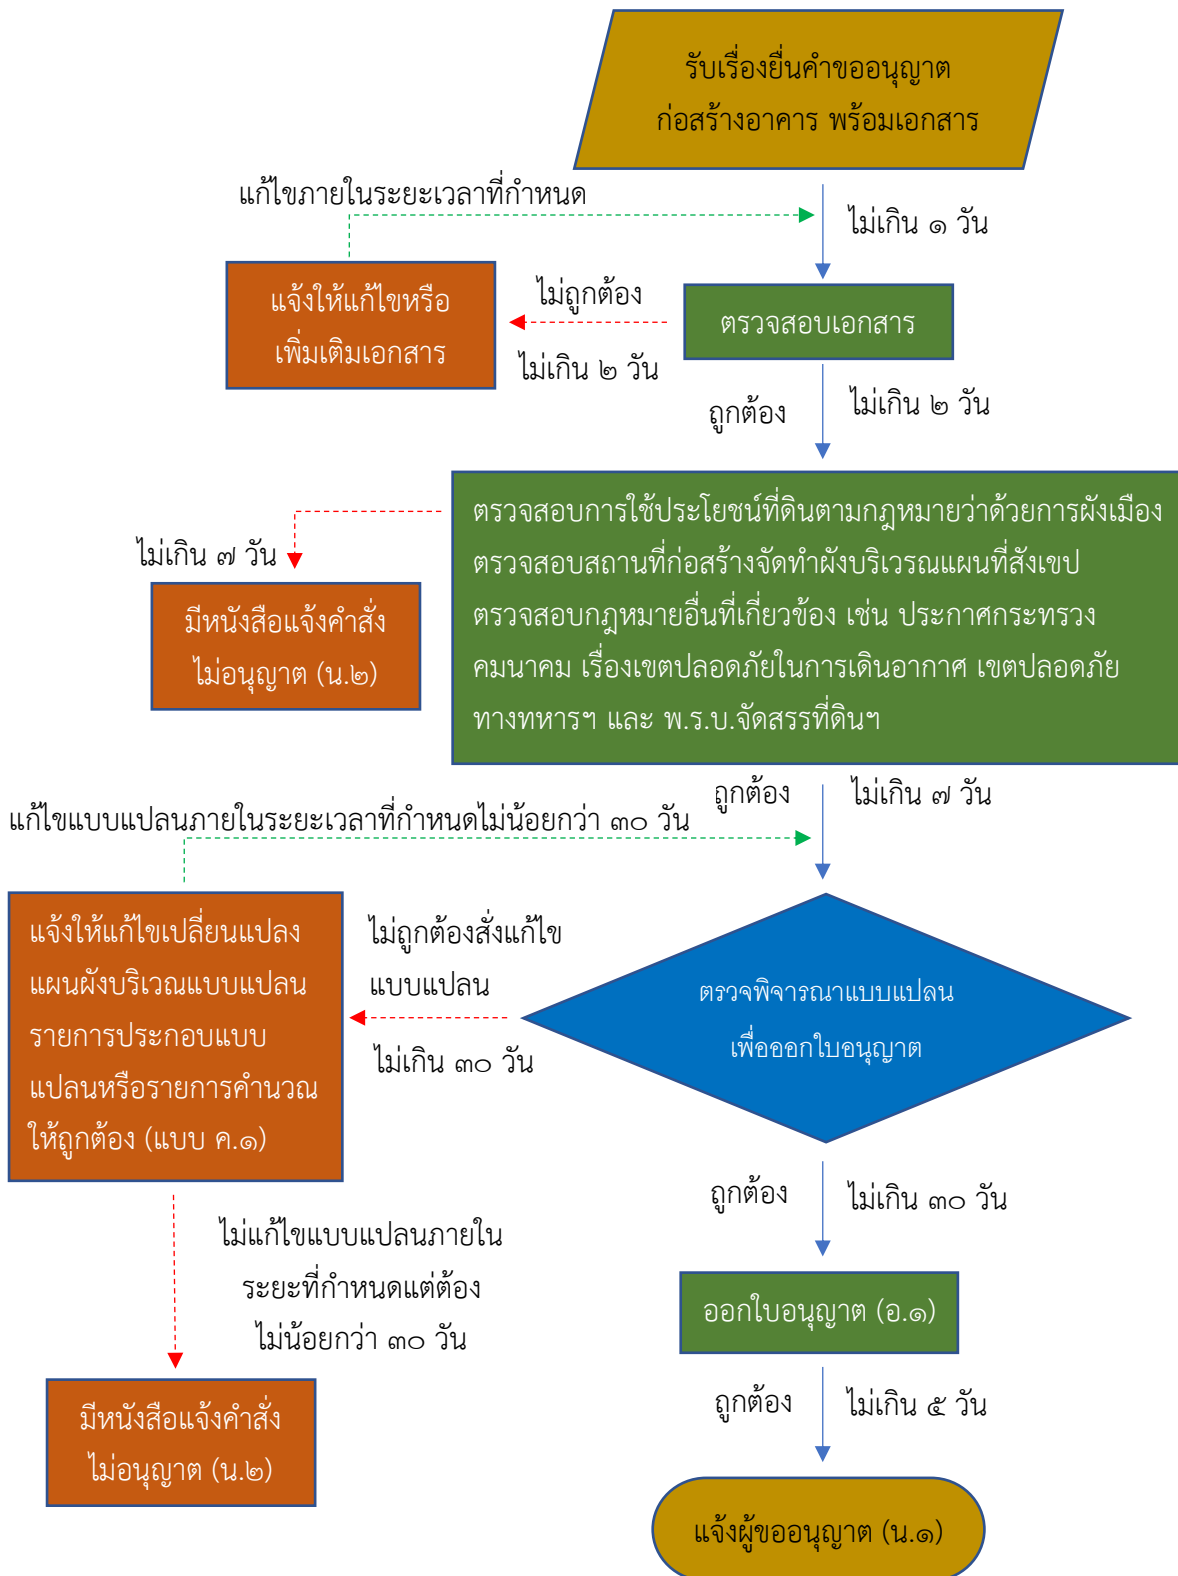 รับเรื่องยื่นคำขออนุญาต
ก่อสร้างอาคาร พร้อมเอกสาร
แก้ไขภายในระยะเวลาที่กำหนด
ไม่เกิน ๑ วัน
แจ้งให้แก้ไขหรือ
เพิ่มเติมเอกสาร
ไม่ถูกต้อง
ไม่เกิน ๒ วัน
ตรวจสอบเอกสาร
ถูกต้อง
ไม่เกิน ๒ วัน
ตรวจสอบการใช้ประโยชน์ที่ดินตามกฎหมายว่าด้วยการผังเมือง
ตรวจสอบสถานที่ก่อสร้างจัดทำผังบริเวรณแผนที่สังเขป
ตรวจสอบกฎหมายอื่นที่เกี่ยวข้อง เช่น ประกาศกระทรวง
คมนาคม เรื่องเขตปลอดภัยในการเดินอากาศ เขตปลอดภัย
ทางทหารฯ และ พ.ร.บ.จัดสรรที่ดินฯ
ไม่เกิน ๗ วัน
มีหนังสือแจ้งคำสั่ง
ไม่อนุญาต (น.๒)
ถูกต้อง
ไม่เกิน ๗ วัน
แก้ไขแบบแปลนภายในระยะเวลาที่กำหนดไม่น้อยกว่า ๓๐ วัน
แจ้งให้แก้ไขเปลี่ยนแปลง
แผนผังบริเวณแบบแปลน
รายการประกอบแบบ
แปลนหรือรายการคำนวณ
ให้ถูกต้อง (แบบ ค.๑)
ไม่ถูกต้องสั่งแก้ไข
แบบแปลน
ไม่เกิน ๓๐ วัน
ตรวจพิจารณาแบบแปลน
เพื่อออกใบอนุญาต
ถูกต้อง
ไม่เกิน ๓๐ วัน
ไม่แก้ไขแบบแปลนภายใน
ระยะที่กำหนดแต่ต้อง
ไม่น้อยกว่า ๓๐ วัน
ออกใบอนุญาต (อ.๑)
มีหนังสือแจ้งคำสั่ง
ไม่อนุญาต (น.๒)
ถูกต้อง
ไม่เกิน ๕ วัน
แจ้งผู้ขออนุญาต (น.๑)